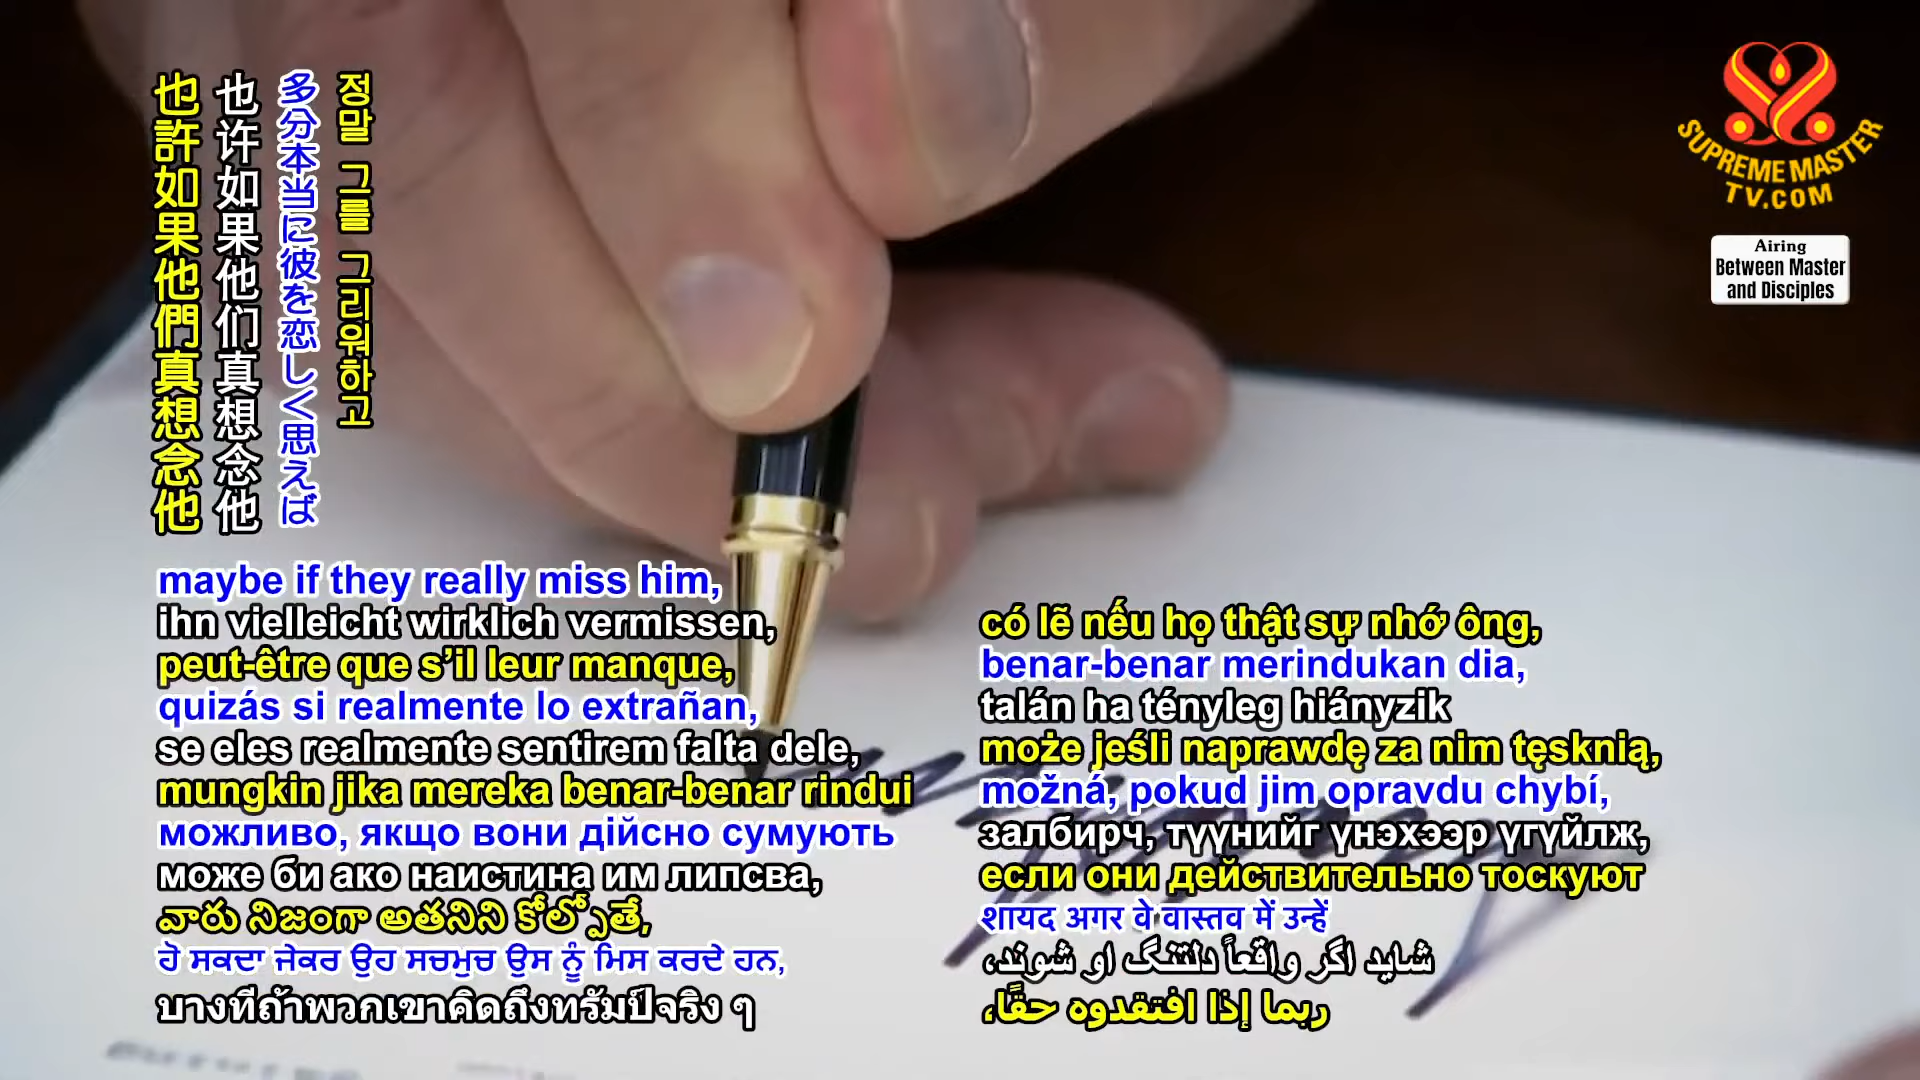 也許如果他們真想念他
也许如果他们真想念他
多分本当に彼を恋しく思えば
정말 그를 그리워하고
SUPREME MASTER
TV.COM
Airing
Between Master
and Disciples
maybe if they really miss him,
ihn vielleicht wirklich vermissen,
peut-être que s’il leur manque,
quizás si realmente lo extrañan,
se eles realmente sentirem falta dele,
mungkin jika mereka benar-benar rindui
можливо, якщо вони дійсно сумують
може би ако наистина им липсва,
వారు నిజంగా అతనిని కోల్పోతే,
ਹੋ ਸਕਦਾ ਜੇਕਰ ਉਹ ਸਚਮੁਚ ਉਸ ਨੂੰ ਮਿਸ ਕਰਦੇ ਹਨ,
บางทีถ้าพวกเขาคิดถึงทรัมป์จริง ๆ
có lẽ nếu họ thật sự nhớ ông,
benar-benar merindukan dia,
talán ha tényleg hiányzik
może jeśli naprawdę za nim tęsknią,
možná, pokud jim opravdu chybí,
залбирч, түүнийг үнэхээр үгүйлж,
если они действительно тоскуют
शायद अगर वे वास्तव में उन्हें
شاید اگر واقعاً دلتنگ او شوند،
ربما إذا افتقدوه حقًا،